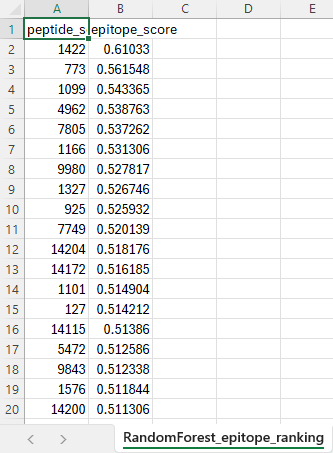 A B C D E
1 peptide_s epitope_score
2 1422 0.61033
3 773 0.561548
4 1099 0.543365
5 4962 0.538763
6 7805 0.537262
7 1166 0.531306
8 9980 0.527817
9 1327 0.526746
10 925 0.525932
11 7749 0.520139
12 14204 0.518176
13 14172 0.516185
14 1101 0.514904
15 127 0.514212
16 14115 0.51386
17 5472 0.512586
18 9843 0.512338
19 1576 0.511844
20 14200 0.511306
RandomForest_epitope_ranking